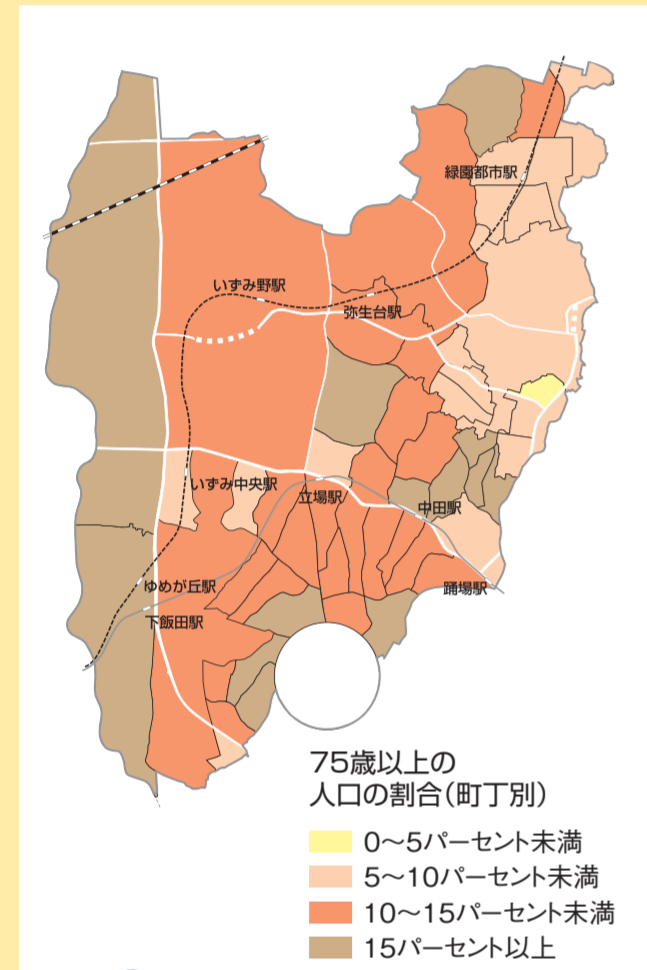 緑園都市駅
いずみ野駅
弥生台駅
いずみ中央駅
立場駅
中田駅
ゆめが丘駅
踊場駅
下飯田駅
75歳以上の
人口の割合(町丁別)
0〜5パーセント未満
5〜10パーセント未満
10〜15パーセント未満
15パーセント以上